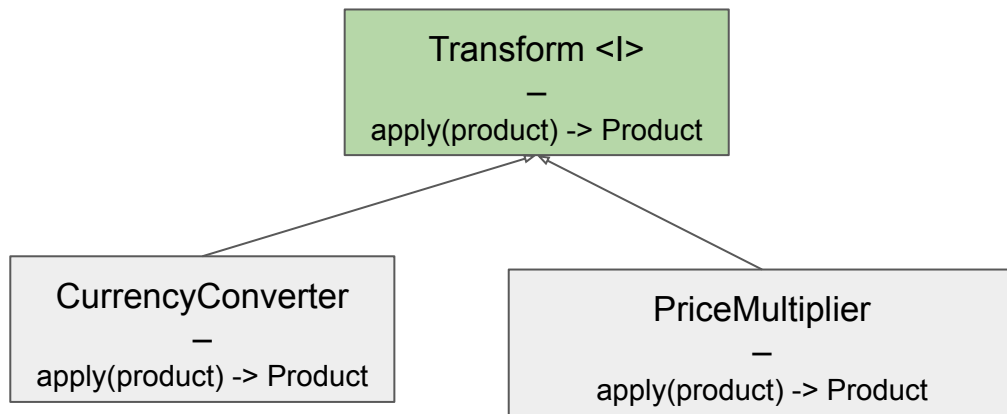 Transform <I>
–
apply(product) -> Product
CurrencyConverter
–
apply(product) -> Product
PriceMultiplier
–
apply(product) -> Product